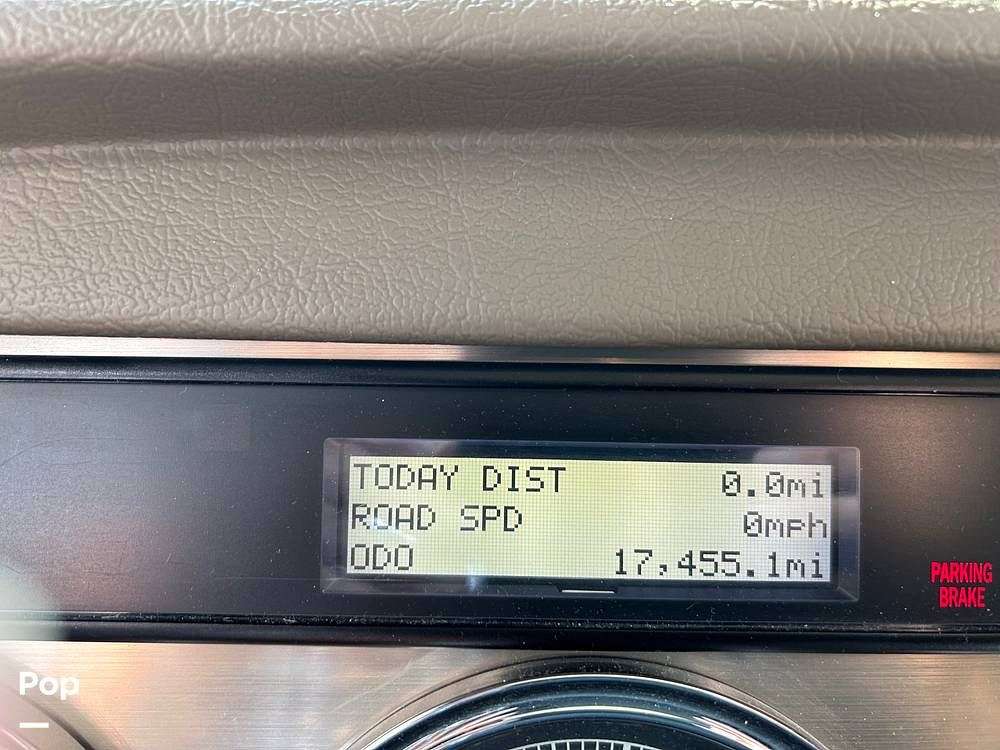 TODAY DIST 0.0mi
ROAD SPD 0mph
ODO 17,455.1mi
PARKING
BRAKE
Pop